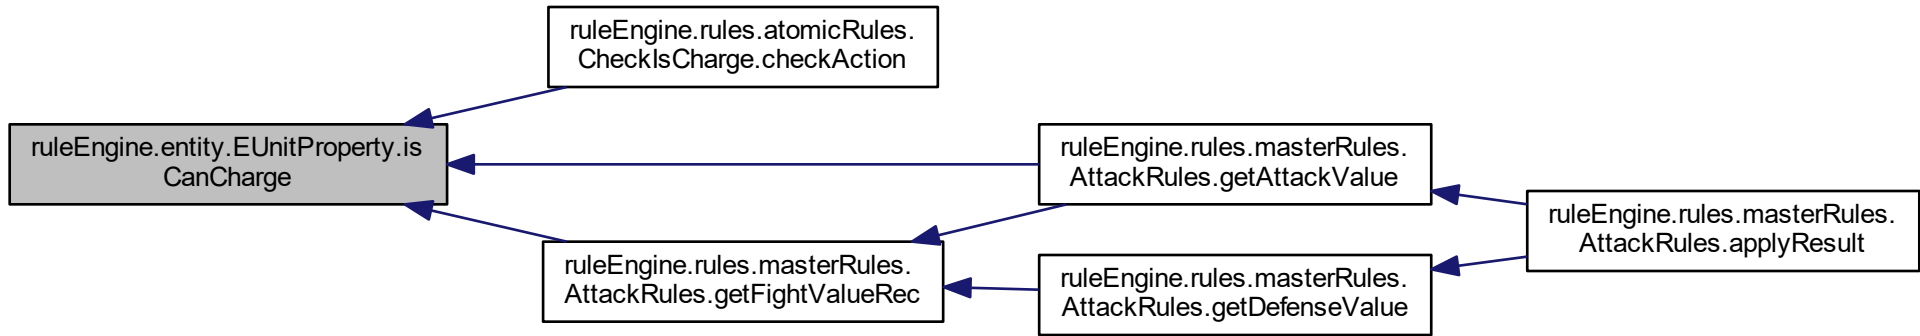 ruleEngine.rules.atomicRules.
CheckIsCharge.checkAction
ruleEngine.entity.EUnitProperty.is
CanCharge
ruleEngine.rules.masterRules.
AttackRules.getAttackValue
ruleEngine.rules.masterRules.
AttackRules.applyResult
ruleEngine.rules.masterRules.
AttackRules.getFightValueRec
ruleEngine.rules.masterRules.
AttackRules.getDefenseValue